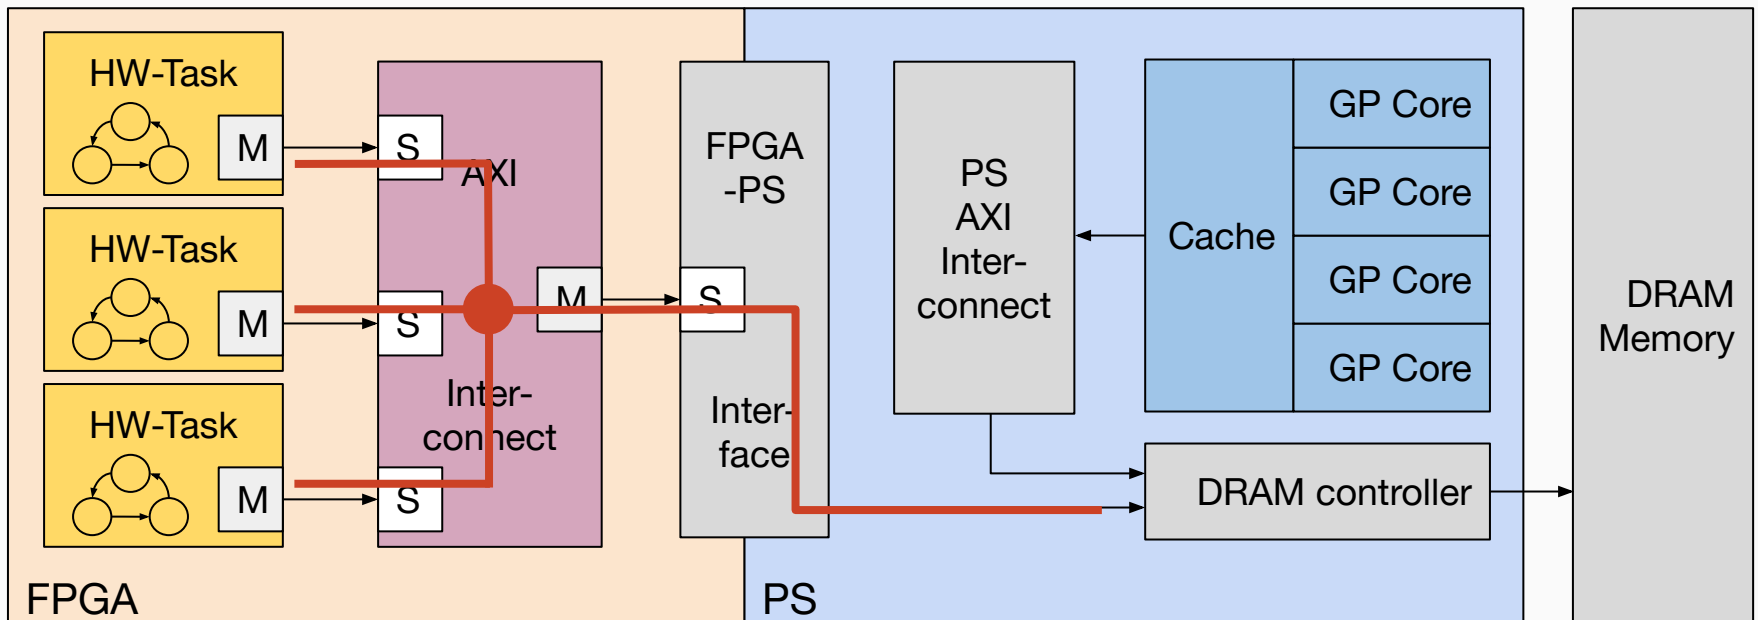 HW-Task
M
HW-Task
M
HW-Task
M
S
AXI
S
M
Inter-
connect
S
FPGA
-PS
S
Inter-
face
PS
AXI
Inter-
connect
Cache
GP Core
GP Core
GP Core
GP Core
DRAM controller
DRAM
Memory
FPGA
PS